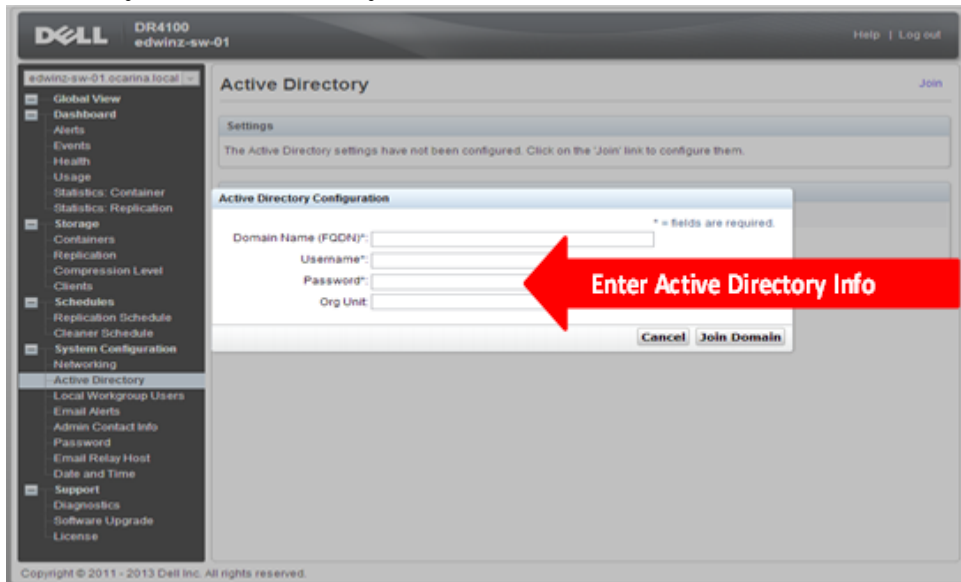 DELL
DR4100
edwinz-sw-01
Help | Log out
edwinz-sw-01.ocarina.local
Global View
Dashboard
Alerts
Events
Health
Usage
Statistics: Container
Statistics: Replication
Storage
Containers
Replication
Compression Level
Clients
Schedules
Replication Schedule
Cleaner Schedule
System Configuration
Networking
Active Directory
Local Workgroup Users
Email Alerts
Admin Contact Info
Password
Email Relay Host
Date and Time
Support
Diagnostics
Software Upgrade
License
Active Directory
Join
Settings
The Active Directory settings have not been configured. Click on the 'Join' link to configure them.
Active Directory Configuration
* = fields are required.
Domain Name (FQDN)*:
Username*:
Password*:
Org Unit:
Enter Active Directory Info
Cancel Join Domain
Copyright © 2011 - 2013 Dell Inc. All rights reserved.